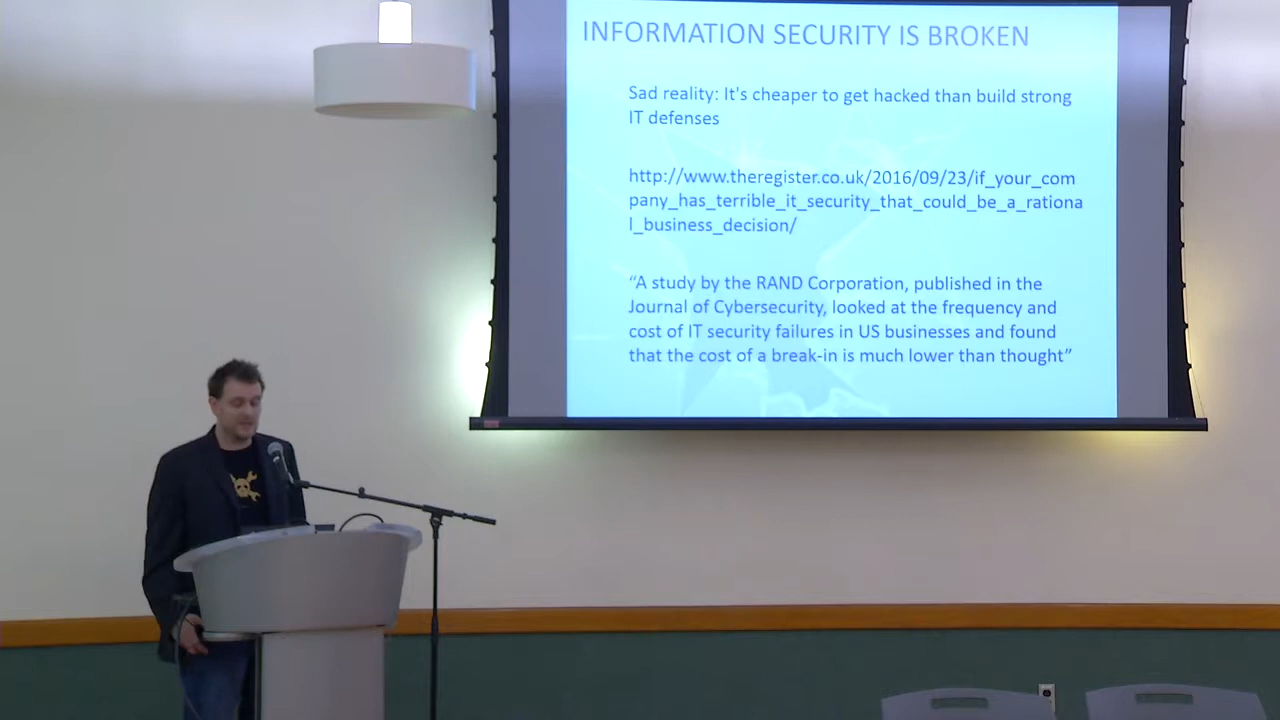 INFORMATION SECURITY IS BROKEN
Sad reality: It's cheaper to get hacked than build strong
IT defenses
http://www.theregister.co.uk/2016/09/23/if_your_com
pany_has_terrible_it_security_that_could_be_a_rationa
l_business_decision/
“A study by the RAND Corporation, published in the
Journal of Cybersecurity, looked at the frequency and
cost of IT security failures in US businesses and found
that the cost of a break-in is much lower than thought”